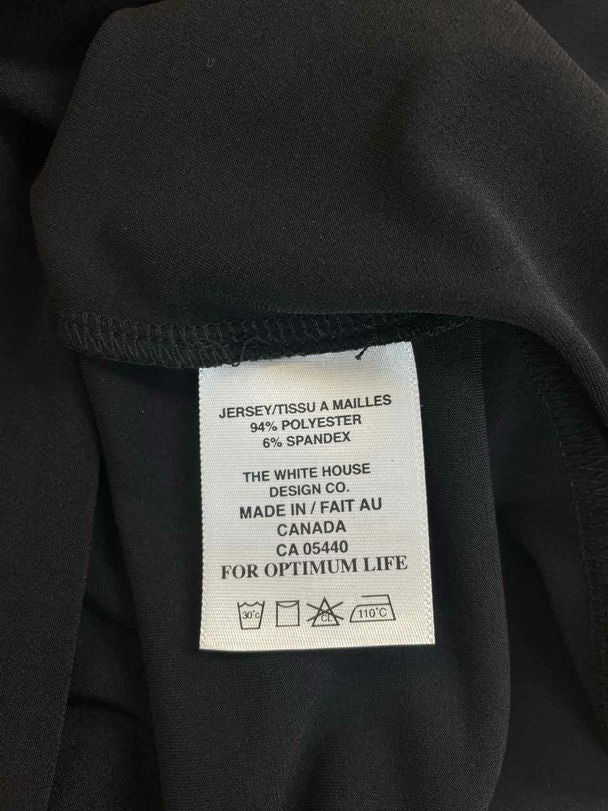 JERSEY/TISSU A MAILLES
94% POLYESTER
6% SPANDEX
THE WHITE HOUSE
DESIGN CO.
MADE IN / FAIT AU
CANADA
CA 05440
FOR OPTIMUM LIFE
30°c CL 110°C